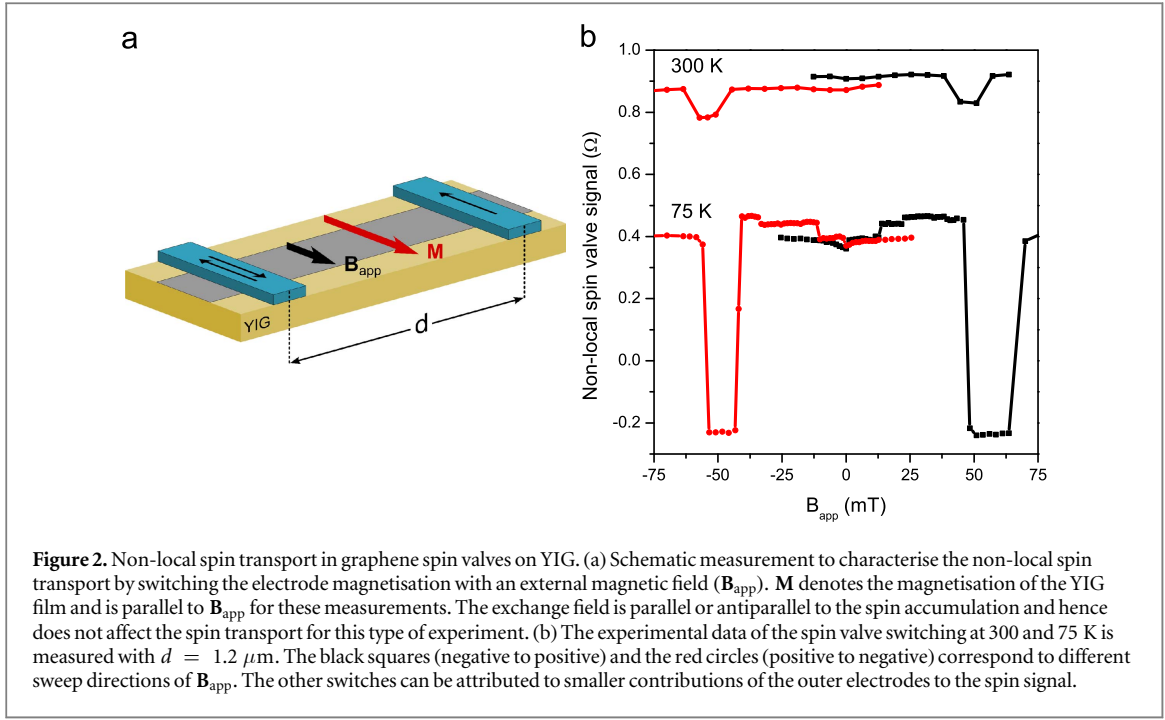 a
b
B_app
M
YIG
d
300 K
75 K
Non-local spin valve signal (Ω)
1.0
0.8
0.6
0.4
0.2
0.0
-0.2
-75 -50 -25 0 25 50 75
B_app (mT)
Figure 2. Non-local spin transport in graphene spin valves on YIG. (a) Schematic measurement to characterise the non-local spin
transport by switching the electrode magnetisation with an external magnetic field (B_app). M denotes the magnetisation of the YIG
film and is parallel to B_app for these measurements. The exchange field is parallel or antiparallel to the spin accumulation and hence
does not affect the spin transport for this type of experiment. (b) The experimental data of the spin valve switching at 300 and 75 K is
measured with d = 1.2 μm. The black squares (negative to positive) and the red circles (positive to negative) correspond to different
sweep directions of B_app. The other switches can be attributed to smaller contributions of the outer electrodes to the spin signal.